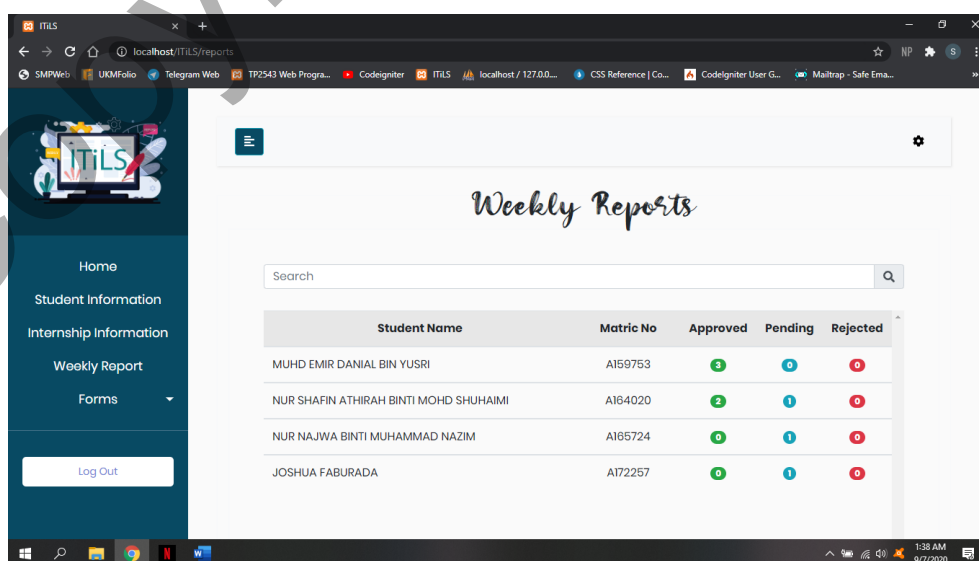 ITiLS
localhost/ITiLS/reports
NP
S
SMPWeb UKMFolio Telegram Web TP2543 Web Progra... Codeigniter ITiLS localhost / 127.0.0.... CSS Reference | Co... CodeIgniter User G... Mailtrap - Safe Ema...
ITiLS
Weekly Reports
Home
Student Information
Internship Information
Weekly Report
Forms
Log Out
Search
Student Name Matric No Approved Pending Rejected
MUHD EMIR DANIAL BIN YUSRI A159753 3 0 0
NUR SHAFIN ATHIRAH BINTI MOHD SHUHAIMI A164020 2 1 0
NUR NAJWA BINTI MUHAMMAD NAZIM A165724 0 1 0
JOSHUA FABURADA A172257 0 1 0
1:38 AM
9/7/2020